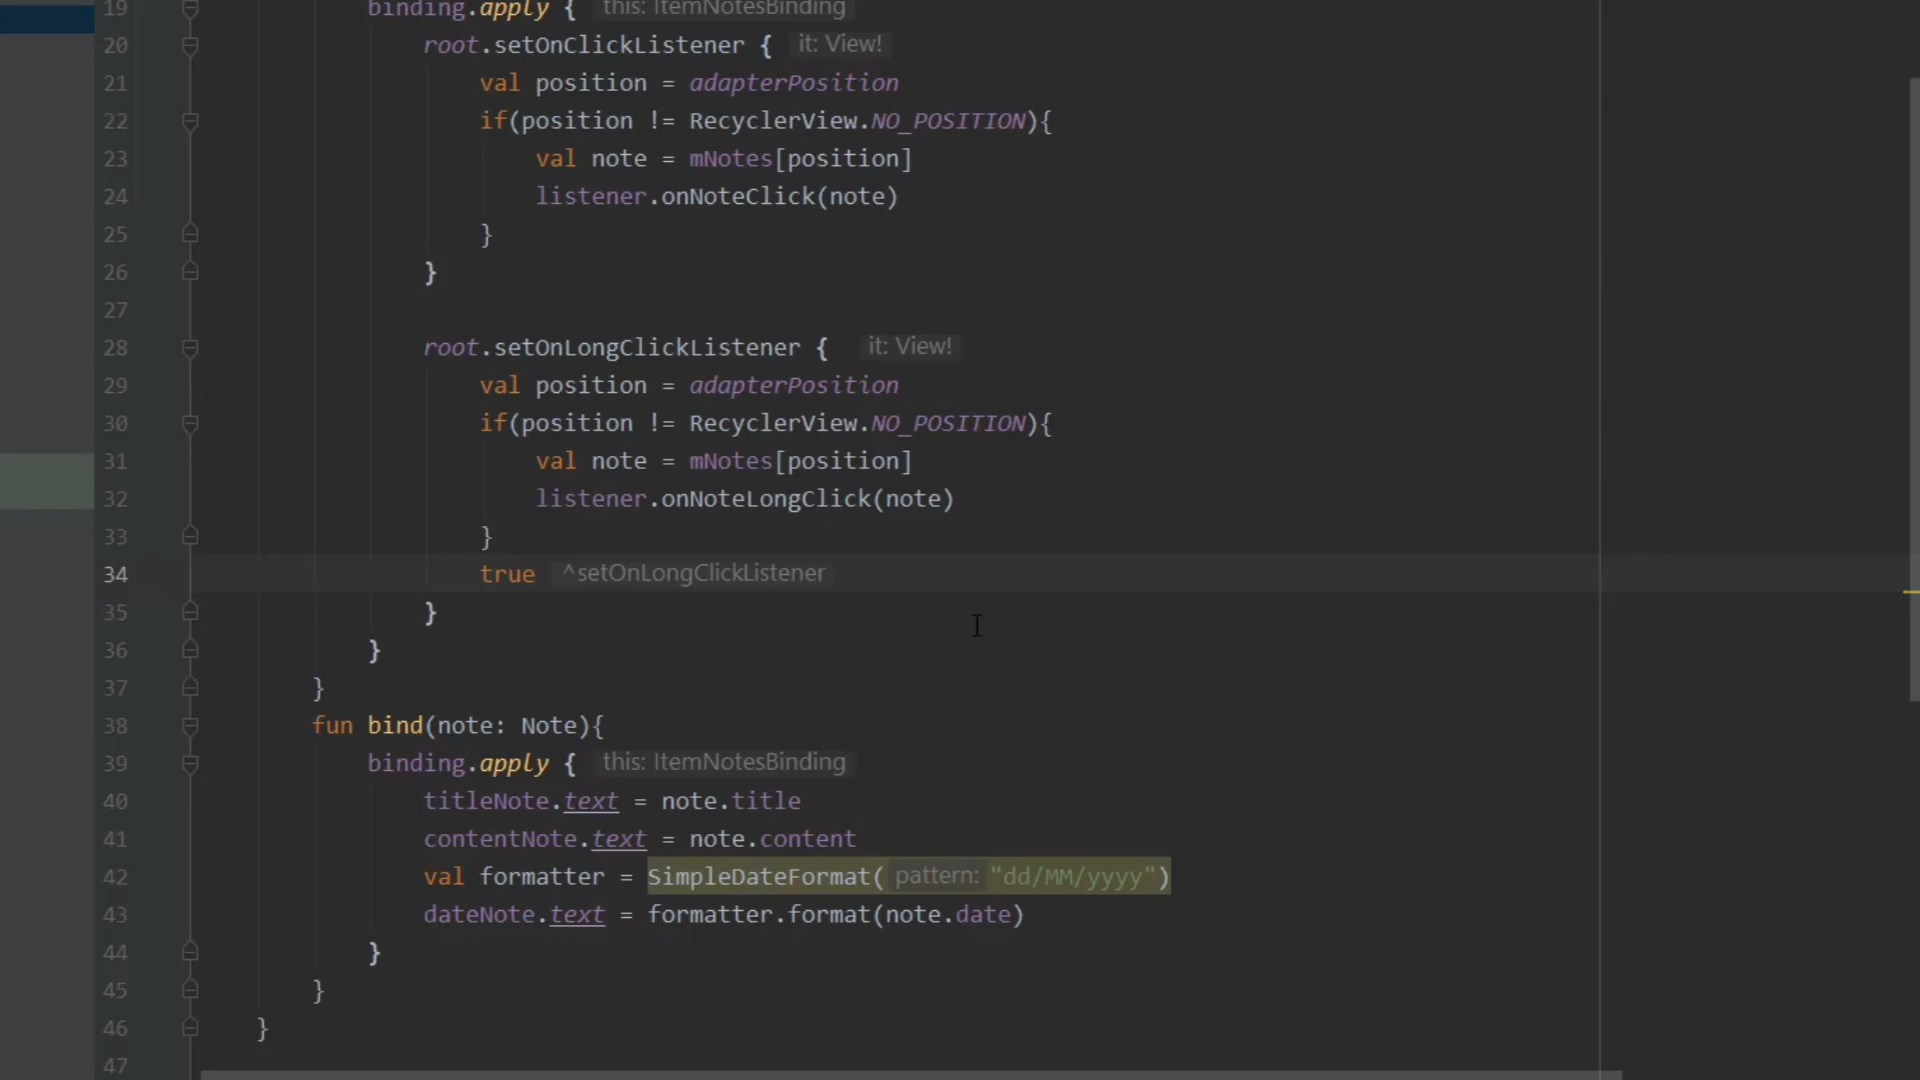 19 binding.apply { this: ItemNotesBinding
20 root.setOnClickListener { it: View!
21 val position = adapterPosition
22 if(position != RecyclerView.NO_POSITION){
23 val note = mNotes[position]
24 listener.onNoteClick(note)
25 }
26 }
27
28 root.setOnLongClickListener { it: View!
29 val position = adapterPosition
30 if(position != RecyclerView.NO_POSITION){
31 val note = mNotes[position]
32 listener.onNoteLongClick(note)
33 }
34 true ^setOnLongClickListener
35 }
36 }
37 }
38 fun bind(note: Note){
39 binding.apply { this: ItemNotesBinding
40 titleNote.text = note.title
41 contentNote.text = note.content
42 val formatter = SimpleDateFormat( pattern: "dd/MM/yyyy")
43 dateNote.text = formatter.format(note.date)
44 }
45 }
46 }
47